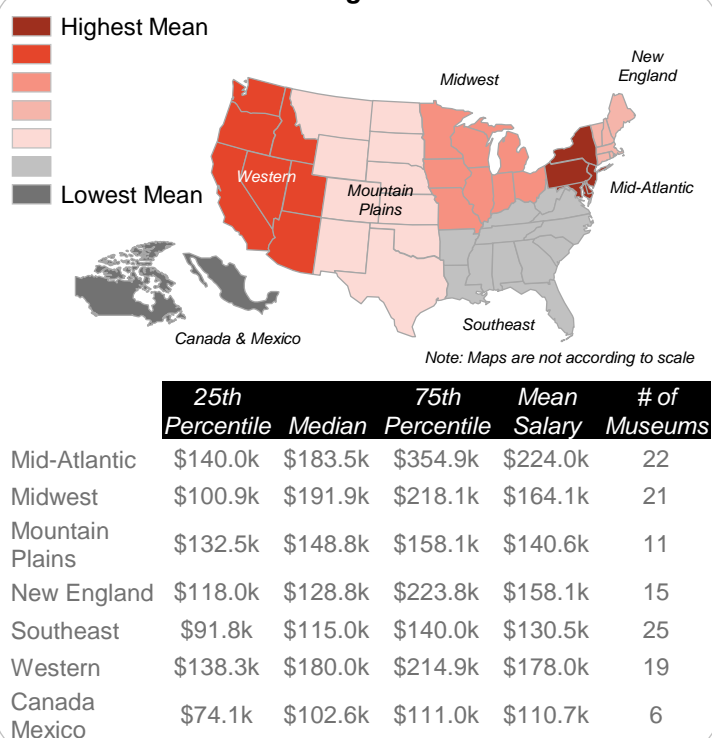 Highest Mean
Lowest Mean
New
England
Midwest
Western
Mountain
Plains
Mid-Atlantic
Southeast
Canada & Mexico
Note: Maps are not according to scale
25th Percentile Median 75th Percentile Mean Salary # of Museums
Mid-Atlantic $140.0k $183.5k $354.9k $224.0k 22
Midwest $100.9k $191.9k $218.1k $164.1k 21
Mountain
Plains $132.5k $148.8k $158.1k $140.6k 11
New England $118.0k $128.8k $223.8k $158.1k 15
Southeast $91.8k $115.0k $140.0k $130.5k 25
Western $138.3k $180.0k $214.9k $178.0k 19
Canada
Mexico $74.1k $102.6k $111.0k $110.7k 6